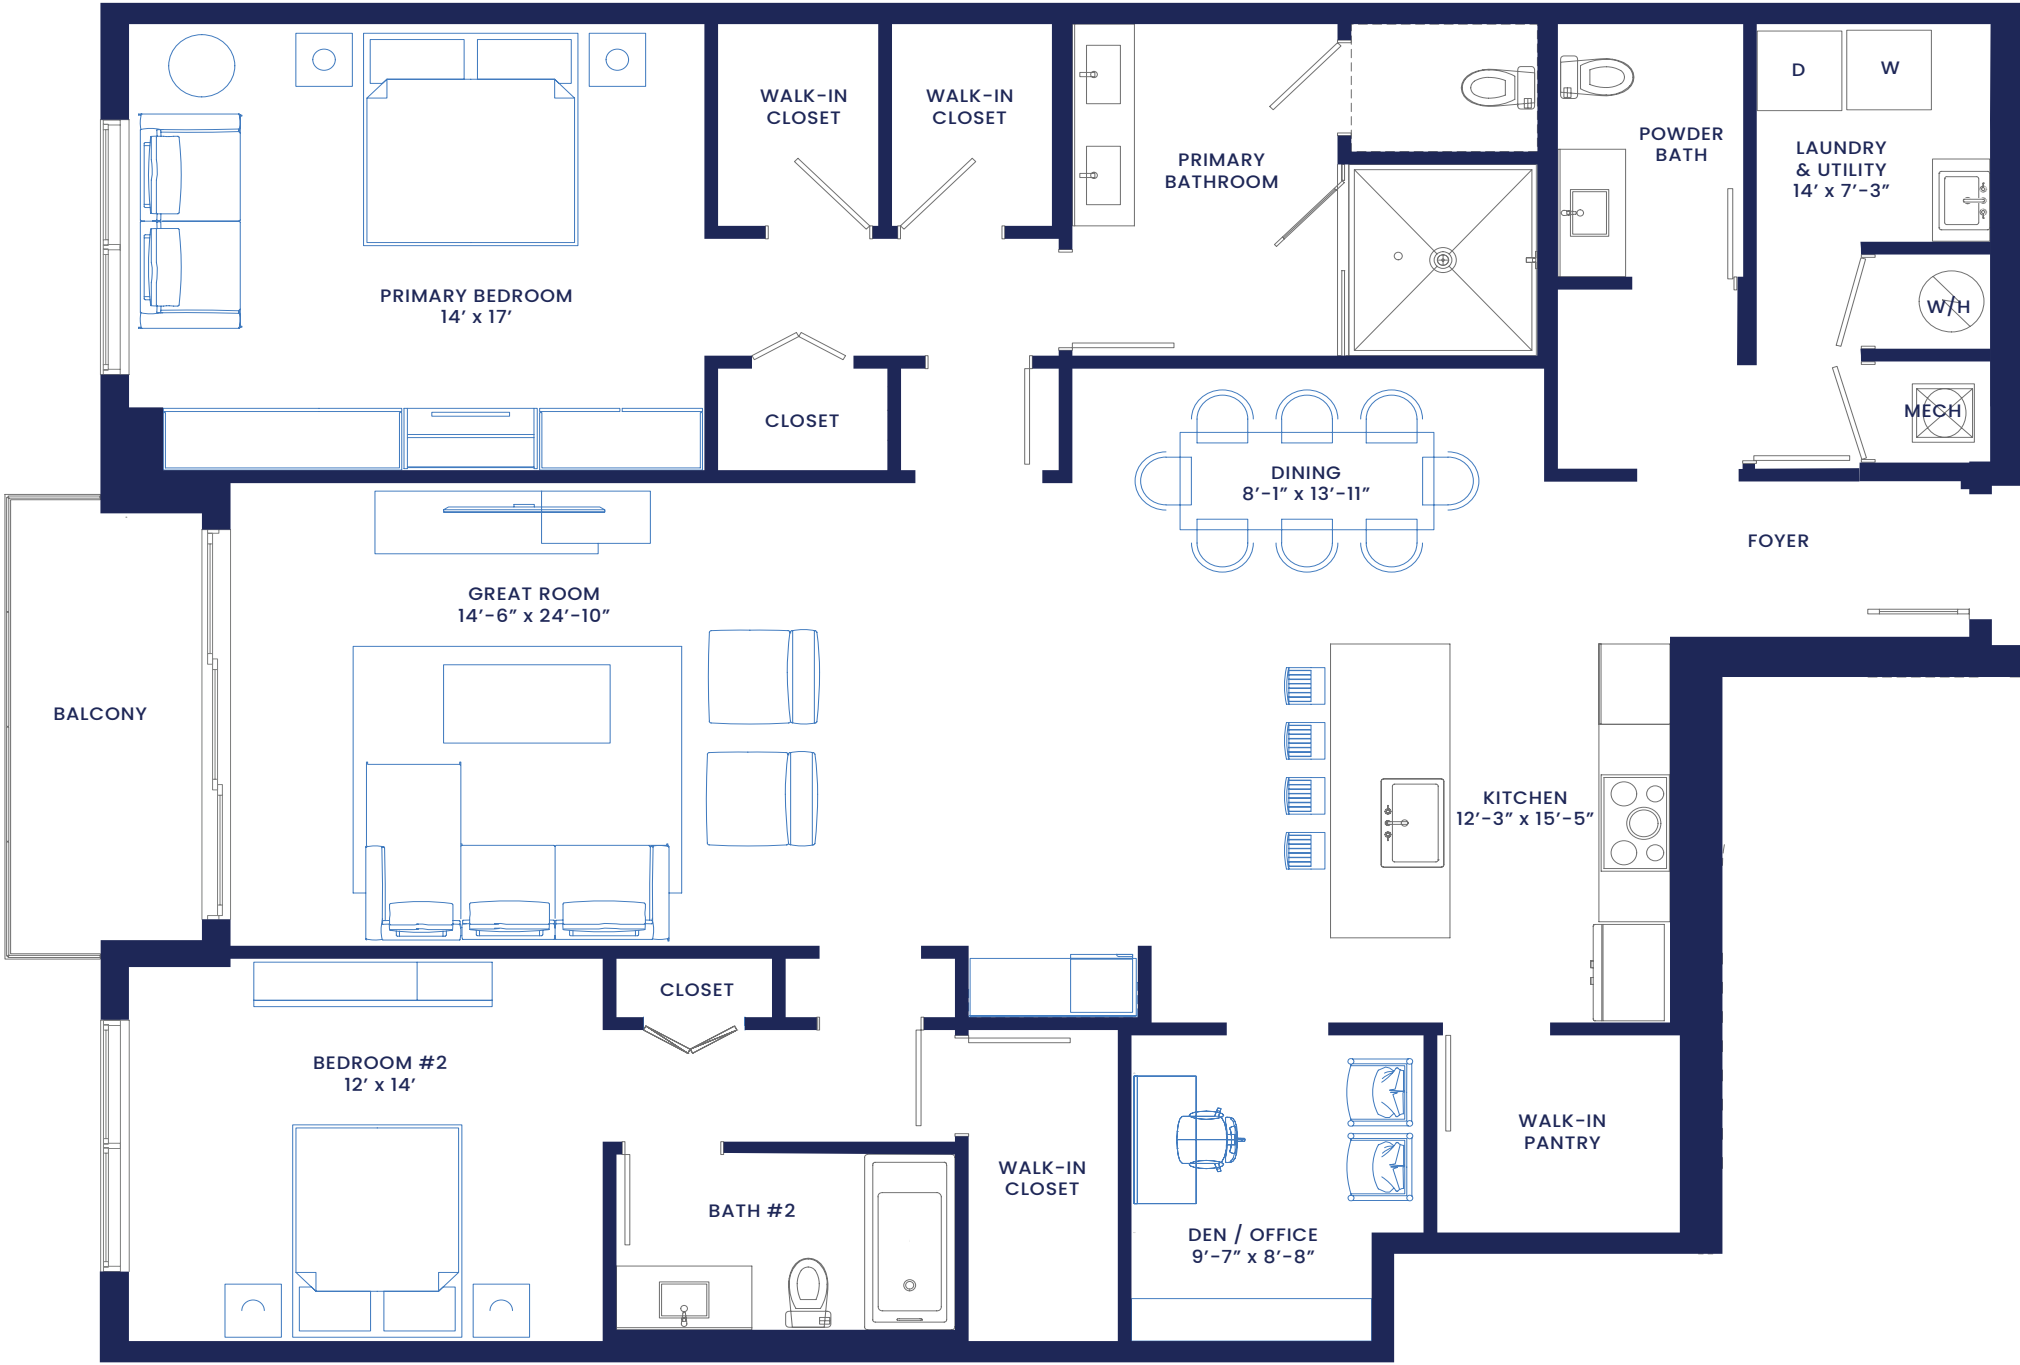 WALK-IN
CLOSET
WALK-IN
CLOSET
PRIMARY
BATHROOM
POWDER
BATH
D
W
LAUNDRY
& UTILITY
14’ x 7’-3”
PRIMARY BEDROOM
14’ x 17’
W/H
CLOSET
MECH
DINING
8’-1” x 13’-11”
FOYER
GREAT ROOM
14’-6” x 24’-10”
BALCONY
KITCHEN
12’-3” x 15’-5”
CLOSET
BEDROOM #2
12’ x 14’
WALK-IN
PANTRY
WALK-IN
CLOSET
BATH #2
DEN / OFFICE
9’-7” x 8’-8”